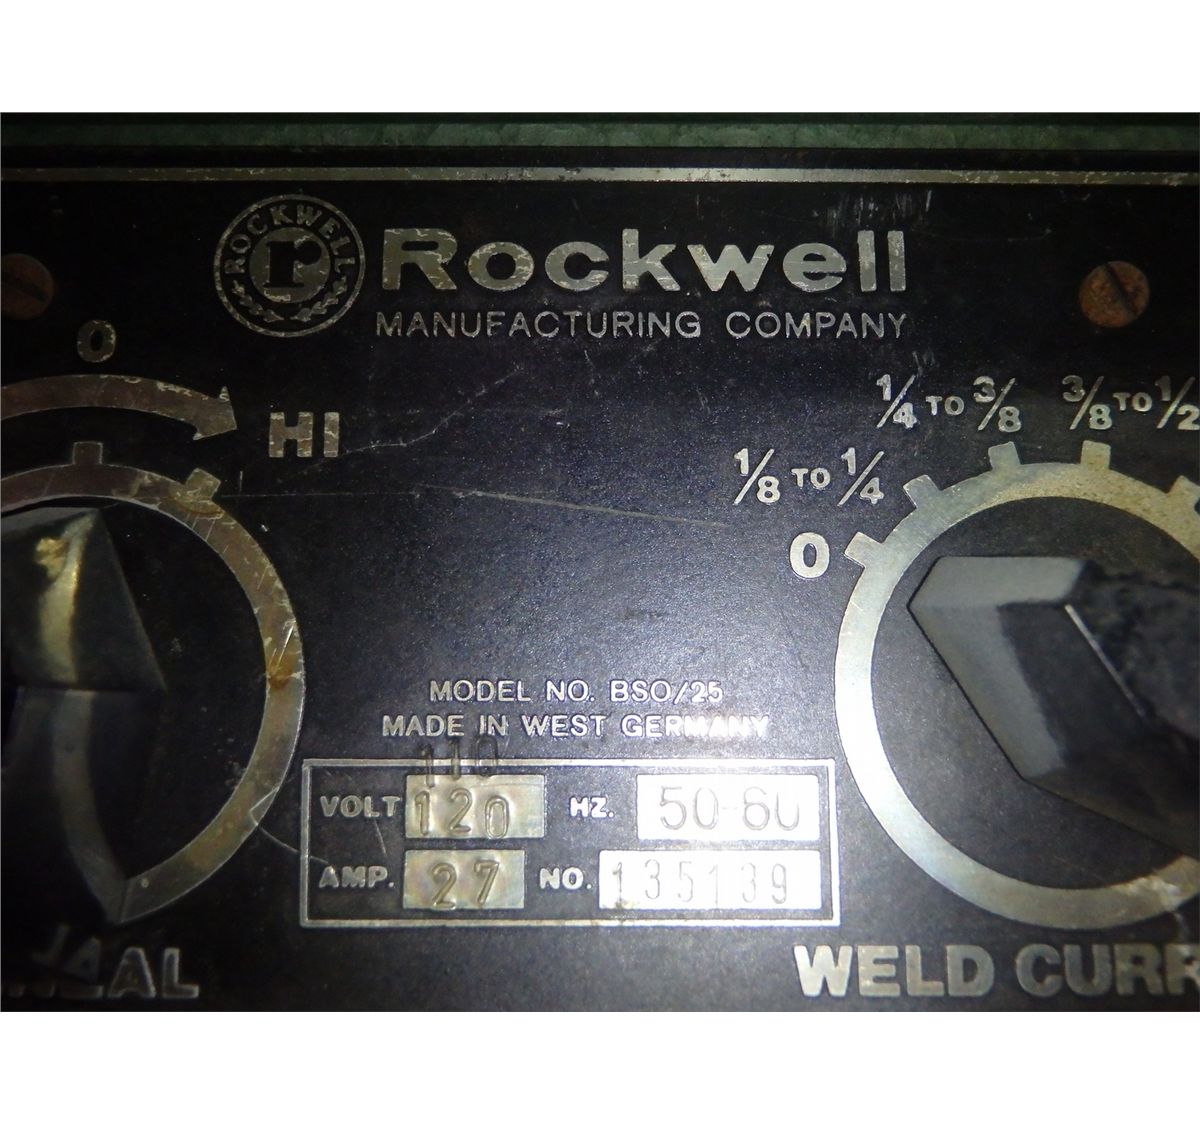 ROCKWELL
r
Rockwell
MANUFACTURING COMPANY
0
HI
1/8 TO 1/4
1/4 TO 3/8
3/8 TO 1/2
0
MODEL NO. BSO/25
MADE IN WEST GERMANY
110
VOLT 120 HZ. 50-60
AMP. 27 NO. 135139
WELD CURR